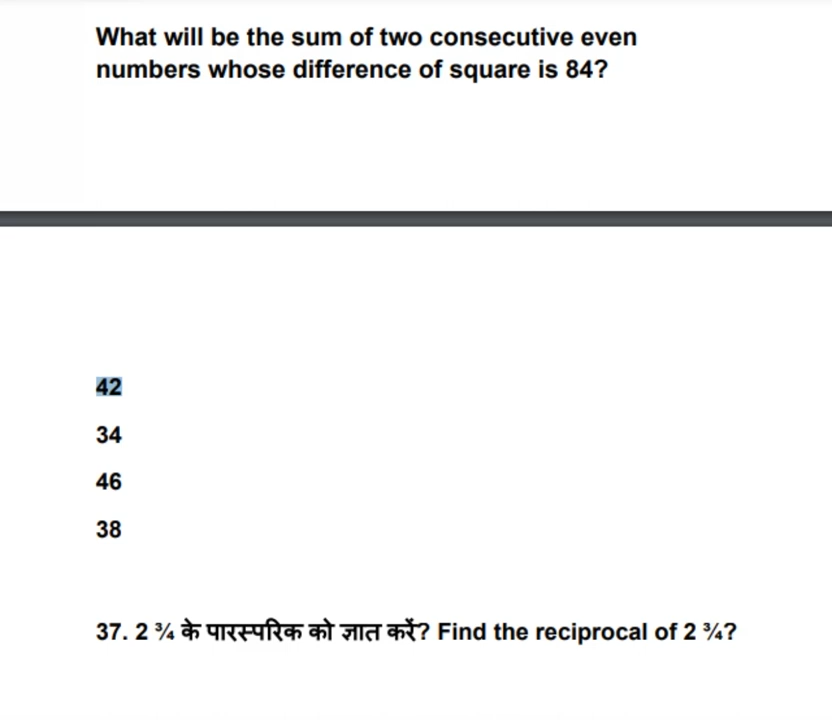 What will be the sum of two consecutive even
numbers whose difference of square is 84?
42
34
46
38
37. 2 ¾ के पारस्परिक को ज्ञात करें? Find the reciprocal of 2 ¾?